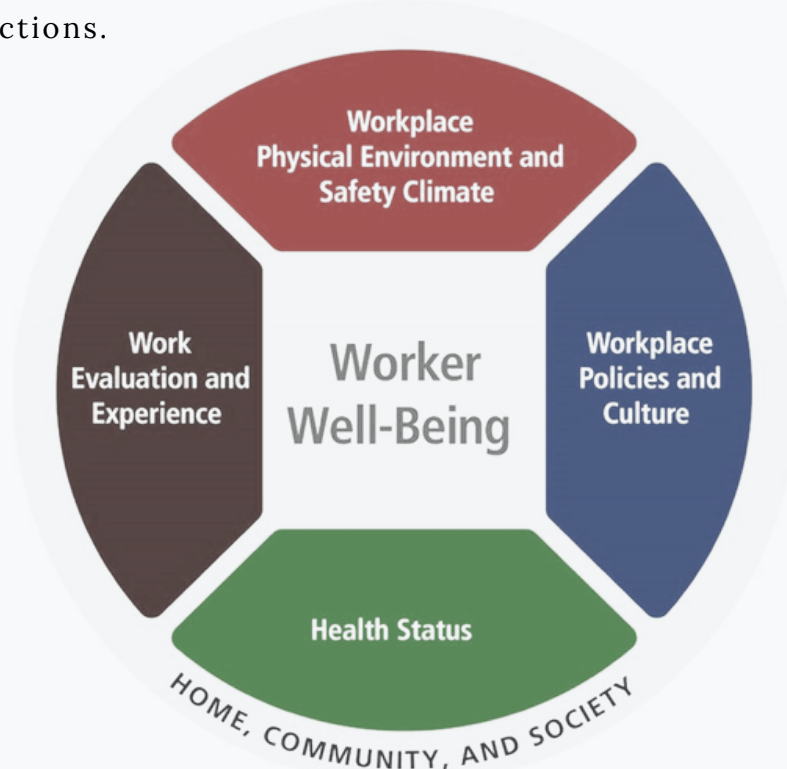 ctions.
Workplace
Physical Environment and
Safety Climate
Work
Evaluation and
Experience
Worker
Well-Being
Workplace
Policies and
Culture
Health Status
HOME, COMMUNITY, AND SOCIETY